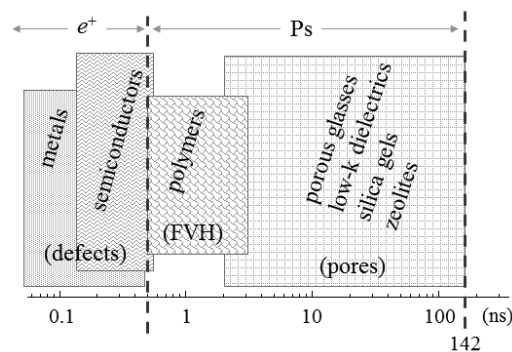 e⁺ Ps
metals
semiconductors
polymers
porous glasses
low-k dielectrics
silica gels
zeolites
(defects)
(FVH)
(pores)
0.1 1 10 100 (ns)
142